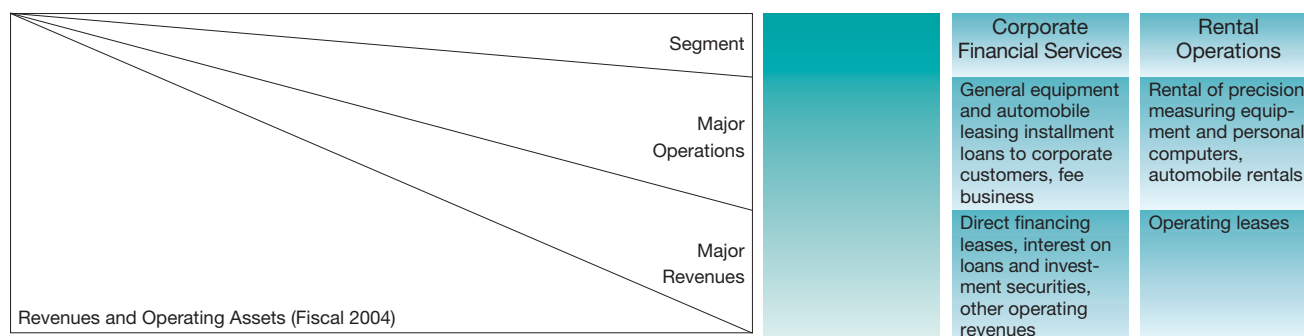 Segment
Major
Operations
Major
Revenues
Revenues and Operating Assets (Fiscal 2004)
Corporate
Financial Services
General equipment
and automobile
leasing installment
loans to corporate
customers, fee
business
Direct financing
leases, interest on
loans and invest-
ment securities,
other operating
revenues
Rental
Operations
Rental of precision
measuring equip-
ment and personal
computers,
automobile rentals
Operating leases